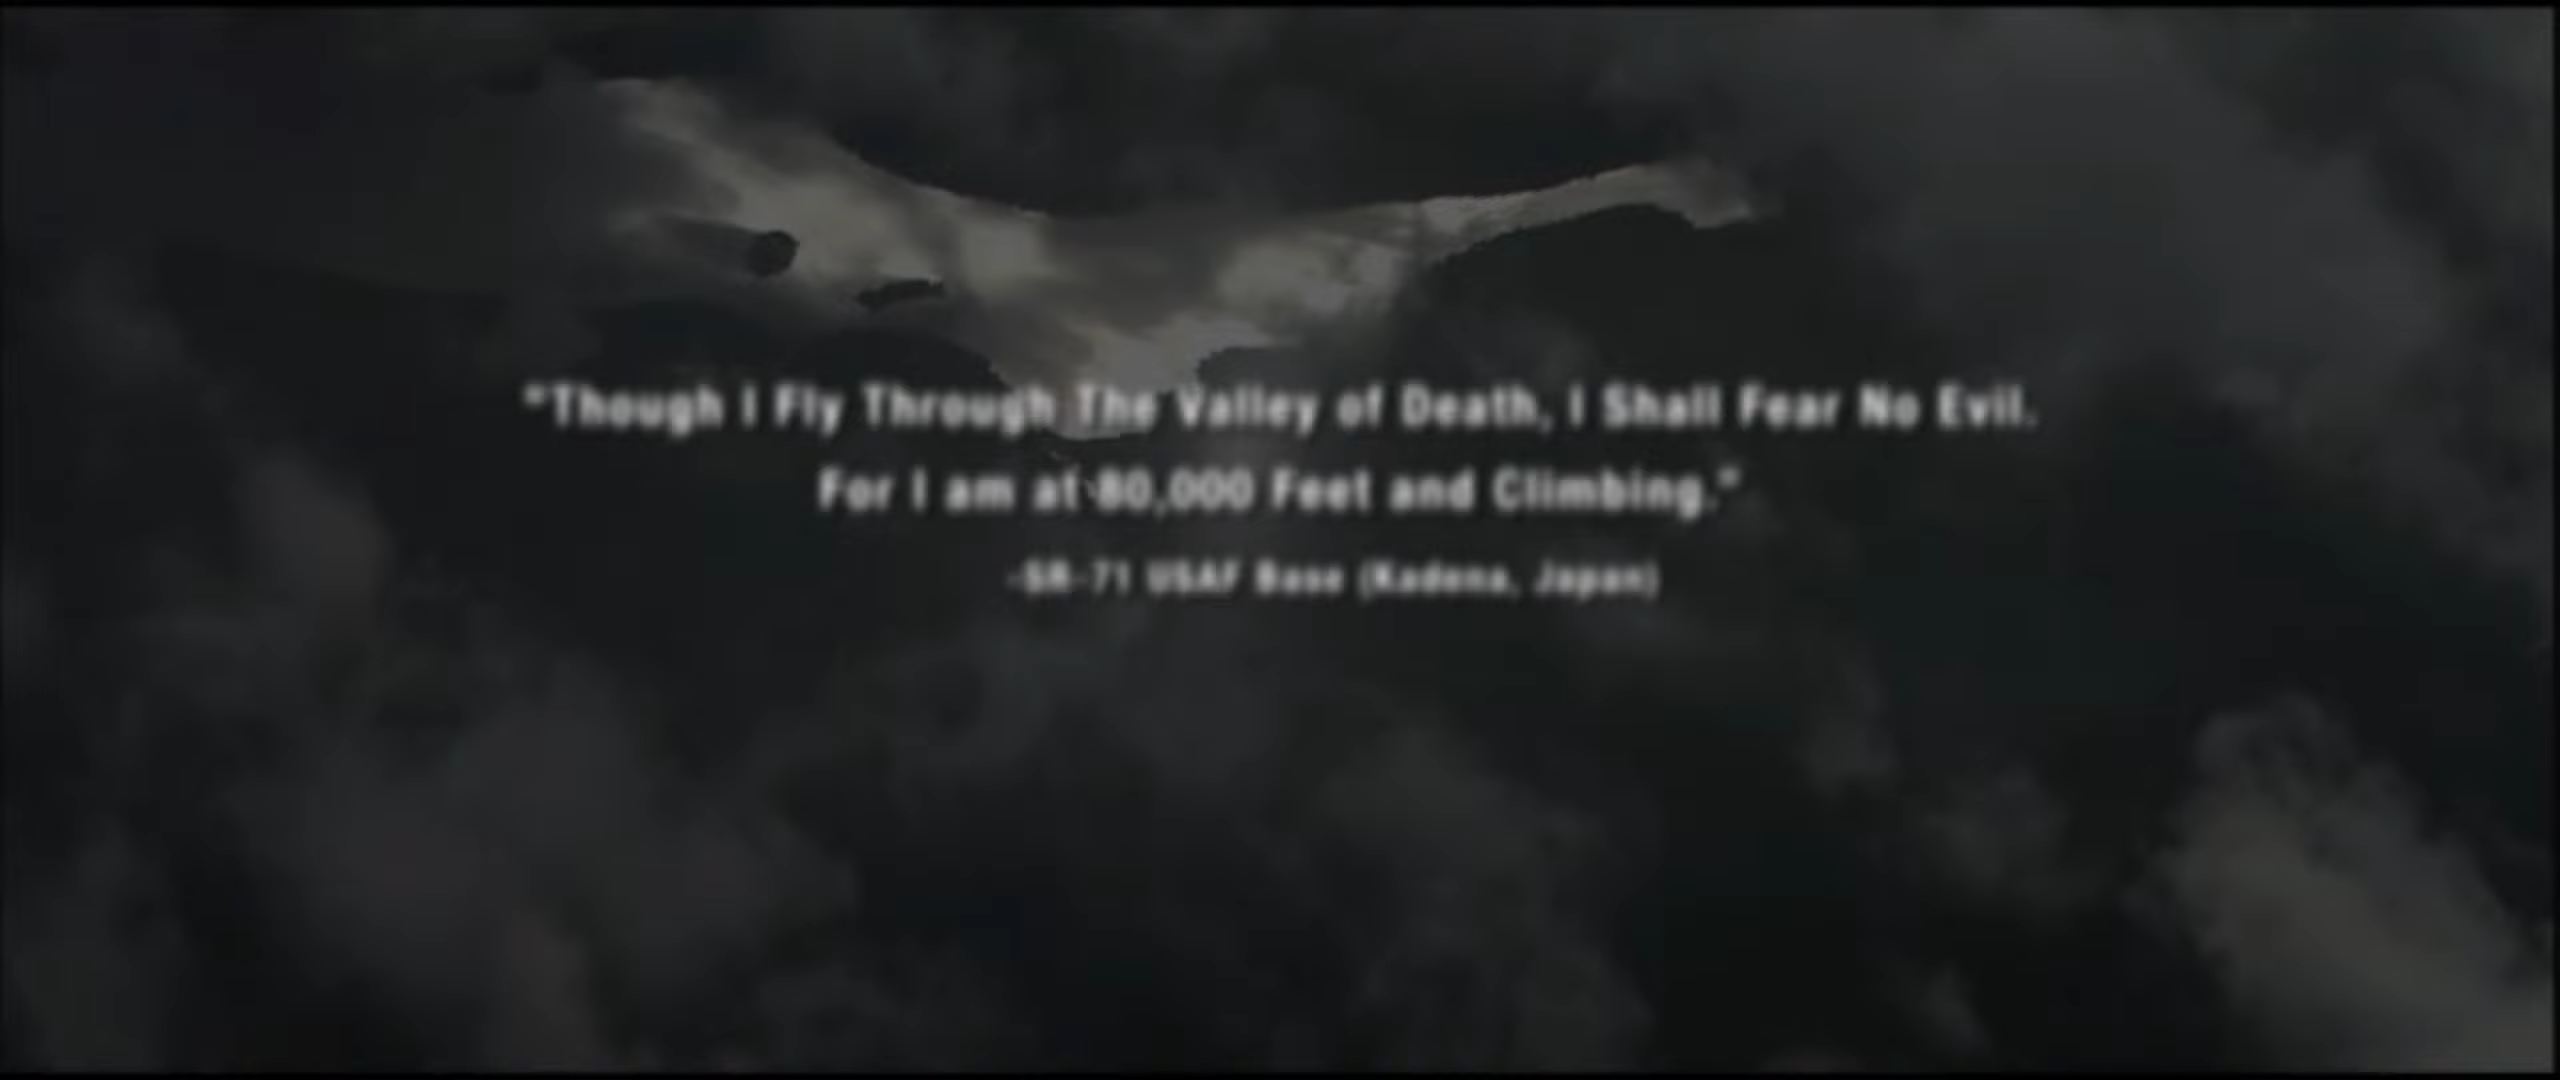 "Though I Fly Through The Valley of Death, I Shall Fear No Evil.
For I am at 80,000 Feet and Climbing."
-SR-71 USAF Base (Kadena, Japan)